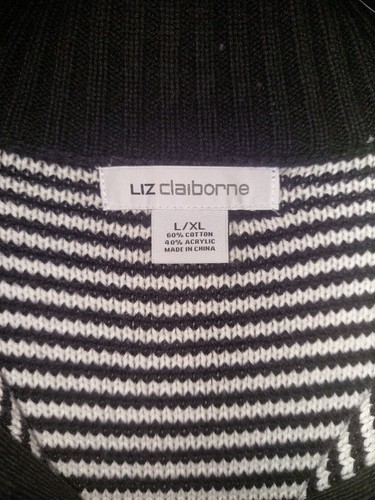 LIZ claiborne
L/XL
60% COTTON
40% ACRYLIC
MADE IN CHINA